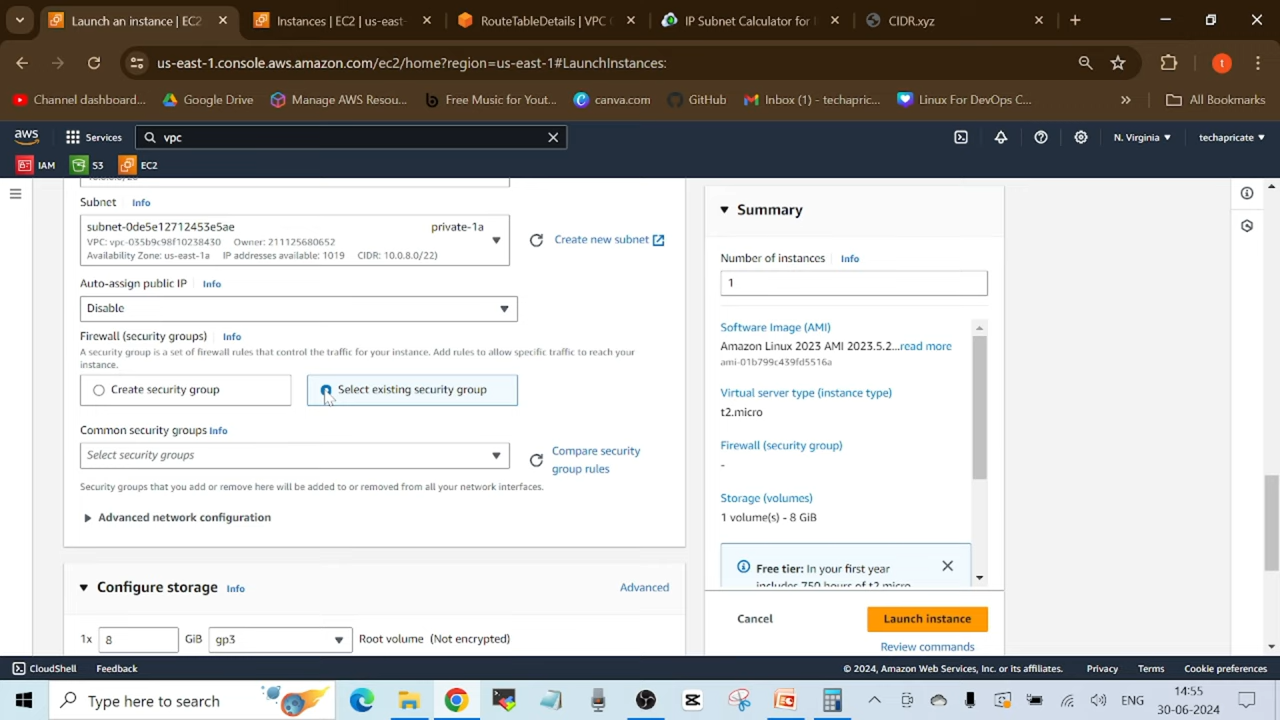 Launch an instance | EC2
Instances | EC2 | us-east-
RouteTableDetails | VPC
IP Subnet Calculator for
CIDR.xyz
us-east-1.console.aws.amazon.com/ec2/home?region=us-east-1#LaunchInstances:
Channel dashboard...
Google Drive
Manage AWS Resou...
Free Music for Yout...
canva.com
GitHub
Inbox (1) - techapric...
Linux For DevOps C...
All Bookmarks
aws
Services
vpc
N. Virginia
techapricate
IAM
S3
EC2
Subnet Info
subnet-0de5e12712453e5ae private-1a
VPC: vpc-035b9c98f10238430 Owner: 211125680652
Availability Zone: us-east-1a IP addresses available: 1019 CIDR: 10.0.8.0/22)
Create new subnet
Auto-assign public IP Info
Disable
Firewall (security groups) Info
A security group is a set of firewall rules that control the traffic for your instance. Add rules to allow specific traffic to reach your
instance.
Create security group
Select existing security group
Common security groups Info
Select security groups
Compare security
group rules
Security groups that you add or remove here will be added to or removed from all your network interfaces.
Advanced network configuration
Configure storage Info
Advanced
1x 8 GiB gp3 Root volume (Not encrypted)
Summary
Number of instances Info
1
Software Image (AMI)
Amazon Linux 2023 AMI 2023.5.2...read more
ami-01b799c439fd5516a
Virtual server type (instance type)
t2.micro
Firewall (security group)
-
Storage (volumes)
1 volume(s) - 8 GiB
Free tier: In your first year
includes 750 hours of t2.micro
Cancel
Launch instance
Review commands
CloudShell
Feedback
© 2024, Amazon Web Services, Inc. or its affiliates.
Privacy
Terms
Cookie preferences
Type here to search
ENG
14:55
30-06-2024